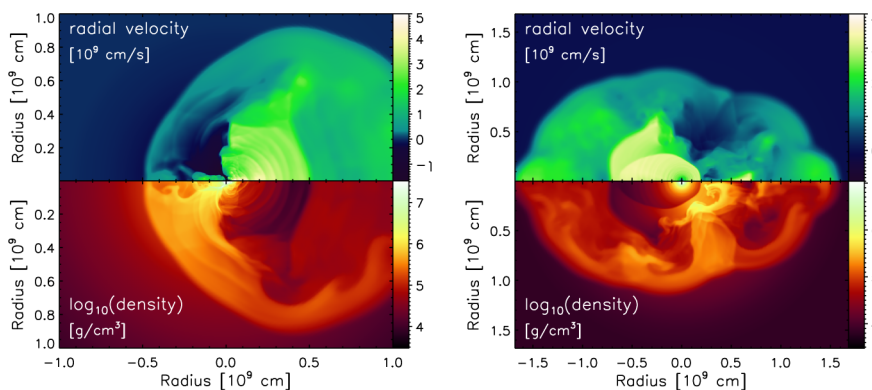 1.0
0.8
0.6
0.4
0.2
0.2
0.4
0.6
0.8
1.0
Radius [10⁹ cm]
Radius [10⁹ cm]
radial velocity
[10⁹ cm/s]
log₁₀(density)
[g/cm³]
5
4
3
2
1
0
-1
7
6
5
4
-1.0 -0.5 0.0 0.5 1.0
Radius [10⁹ cm]
1.5
1.0
0.5
0.5
1.0
1.5
Radius [10⁹ cm]
Radius [10⁹ cm]
radial velocity
[10⁹ cm/s]
log₁₀(density)
[g/cm³]
-1.5 -1.0 -0.5 0.0 0.5 1.0 1.5
Radius [10⁹ cm]